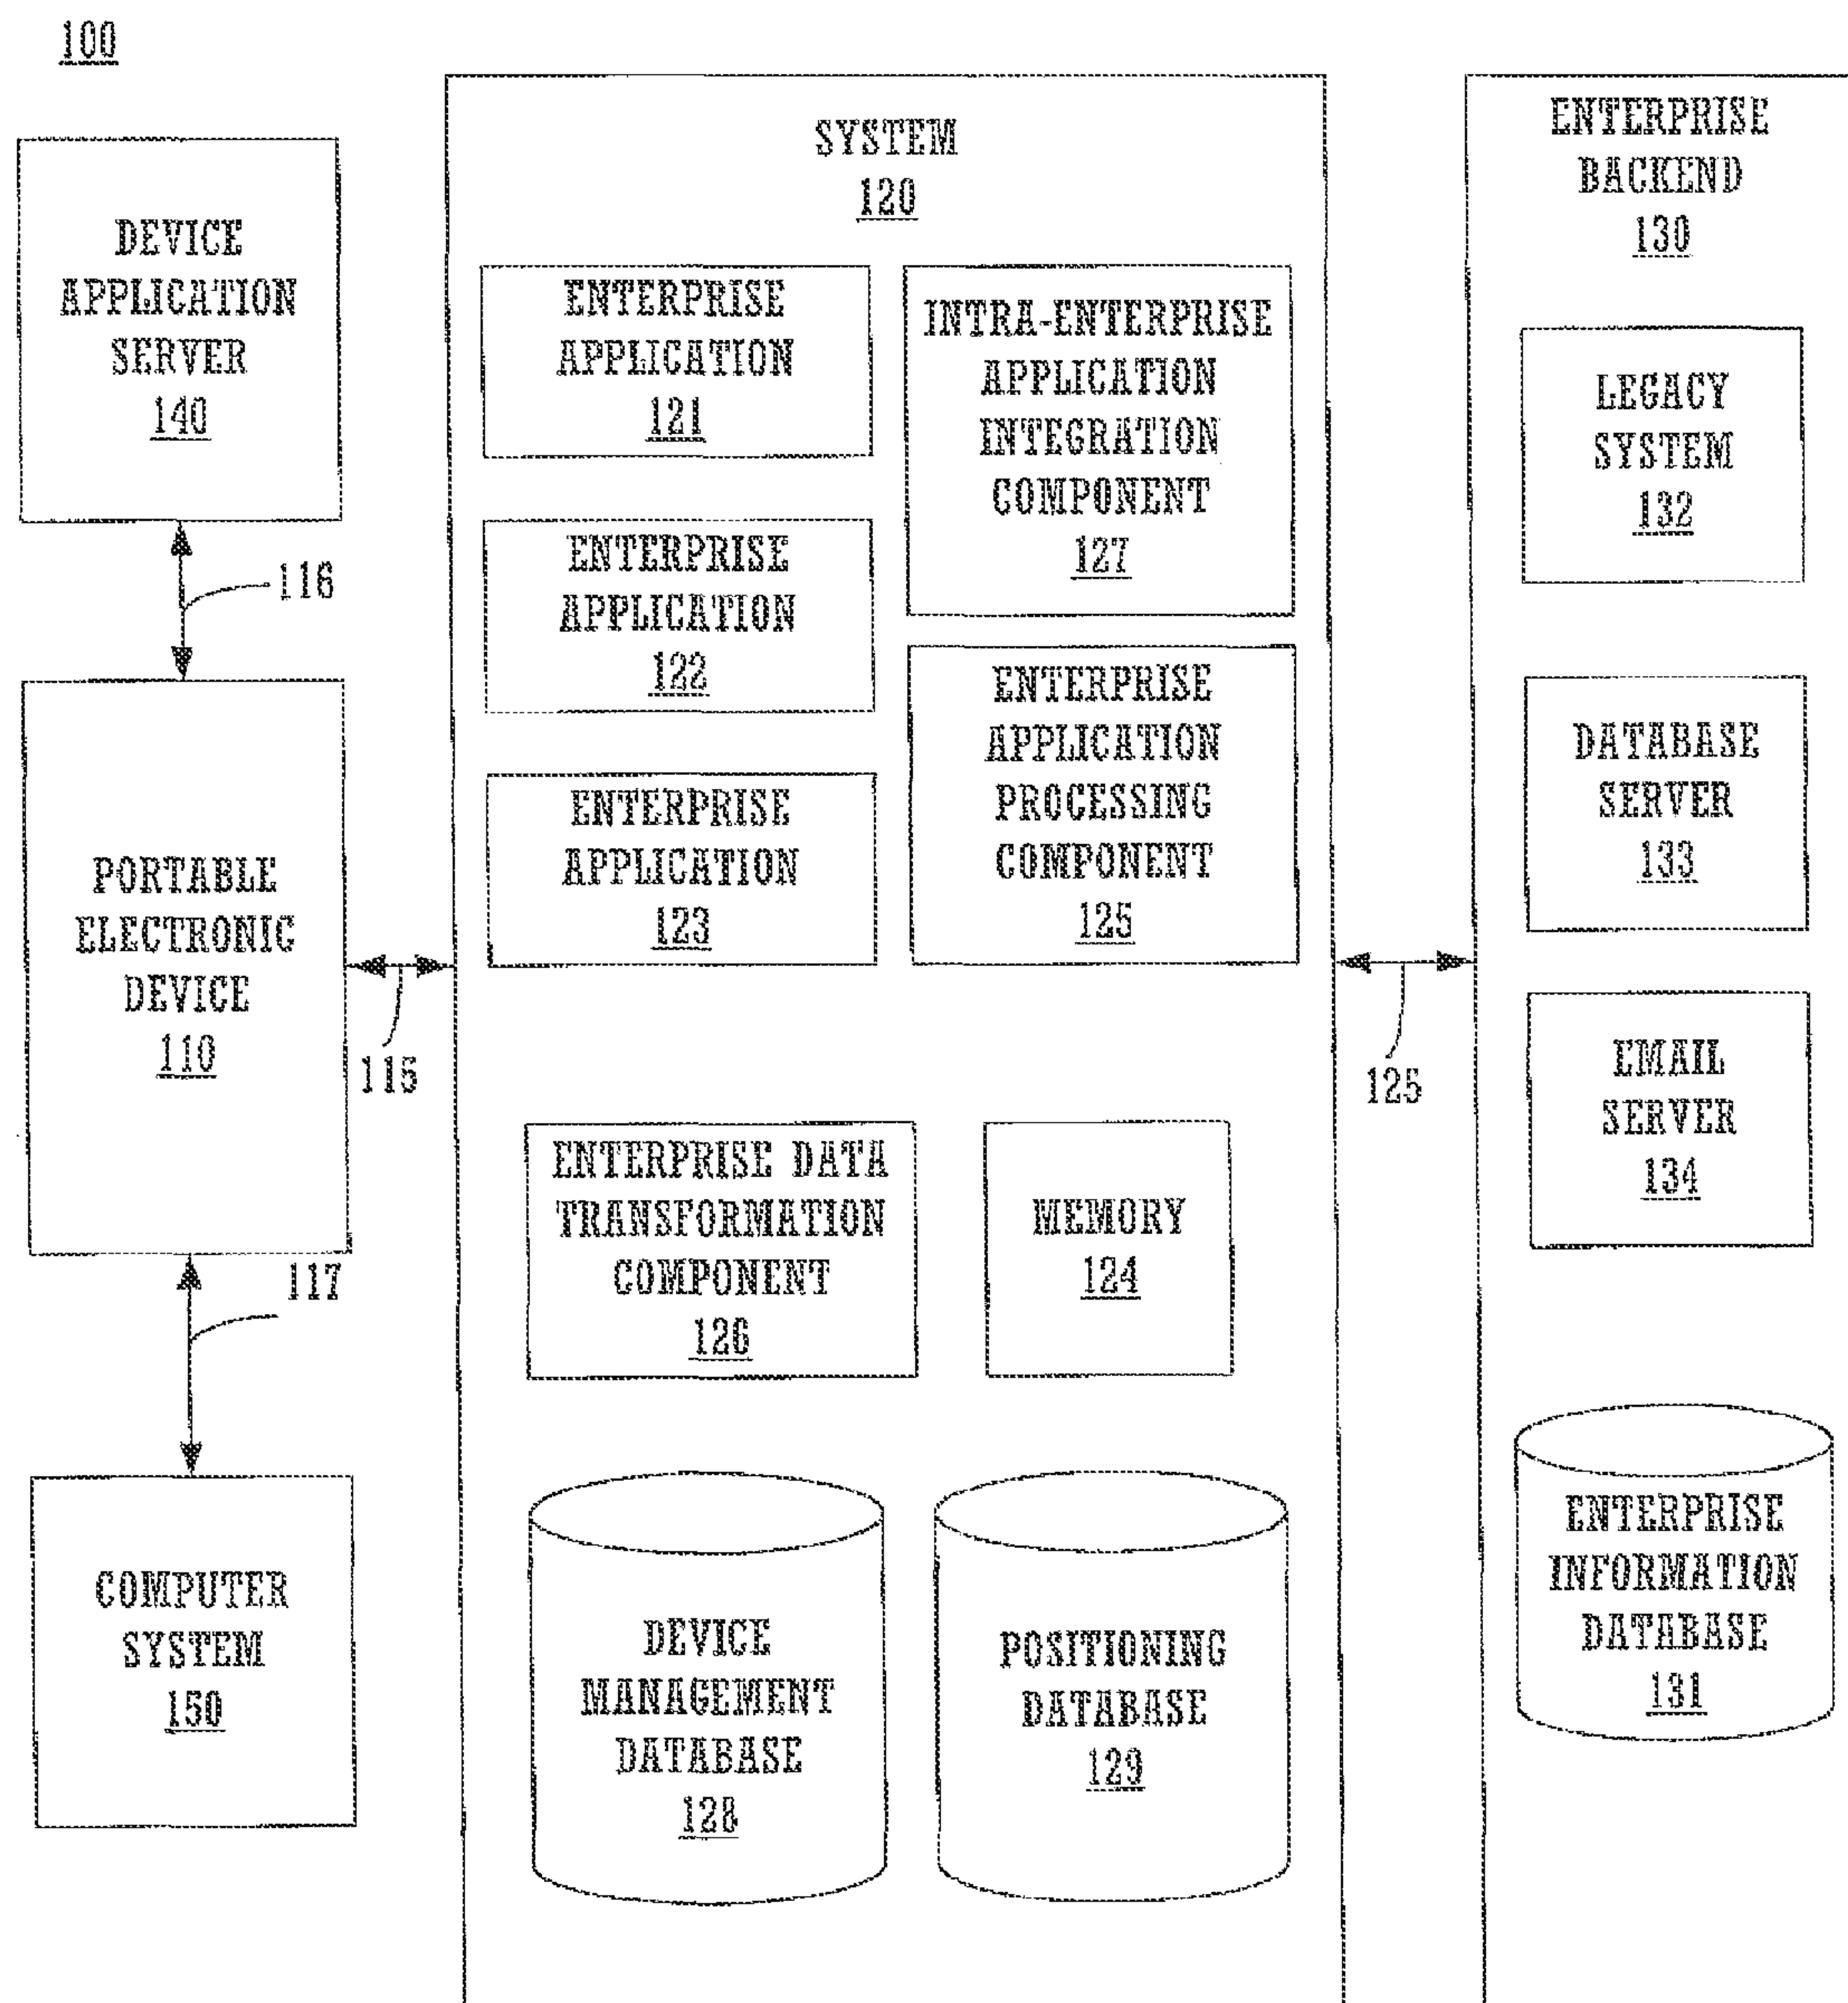 100
DEVICE
APPLICATION
SERVER
140
116
PORTABLE
ELECTRONIC
DEVICE
110
115
117
COMPUTER
SYSTEM
150
SYSTEM
120
ENTERPRISE
APPLICATION
121
ENTERPRISE
APPLICATION
122
ENTERPRISE
APPLICATION
123
INTRA-ENTERPRISE
APPLICATION
INTEGRATION
COMPONENT
127
ENTERPRISE
APPLICATION
PROCESSING
COMPONENT
125
ENTERPRISE DATA
TRANSFORMATION
COMPONENT
126
MEMORY
124
DEVICE
MANAGEMENT
DATABASE
128
POSITIONING
DATABASE
129
125
ENTERPRISE
BACKEND
130
LEGACY
SYSTEM
132
DATABASE
SERVER
133
EMAIL
SERVER
134
ENTERPRISE
INFORMATION
DATABASE
131